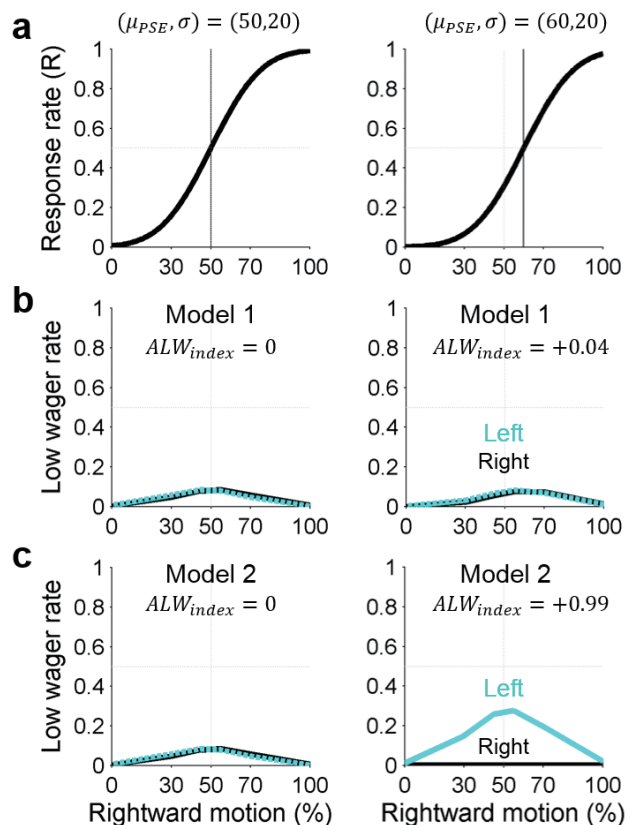 a
(μ_PSE, σ) = (50,20)
(μ_PSE, σ) = (60,20)
Response rate (R)
1
0.8
0.6
0.4
0.2
0
0 30 50 70 100
1
0.8
0.6
0.4
0.2
0
0 30 50 70 100
b
Low wager rate
Model 1
ALW_index = 0
1
0.8
0.6
0.4
0.2
0
0 30 50 70 100
Model 1
ALW_index = +0.04
Left
Right
1
0.8
0.6
0.4
0.2
0
0 30 50 70 100
c
Low wager rate
Model 2
ALW_index = 0
1
0.8
0.6
0.4
0.2
0
0 30 50 70 100
Rightward motion (%)
Model 2
ALW_index = +0.99
Left
Right
1
0.8
0.6
0.4
0.2
0
0 30 50 70 100
Rightward motion (%)